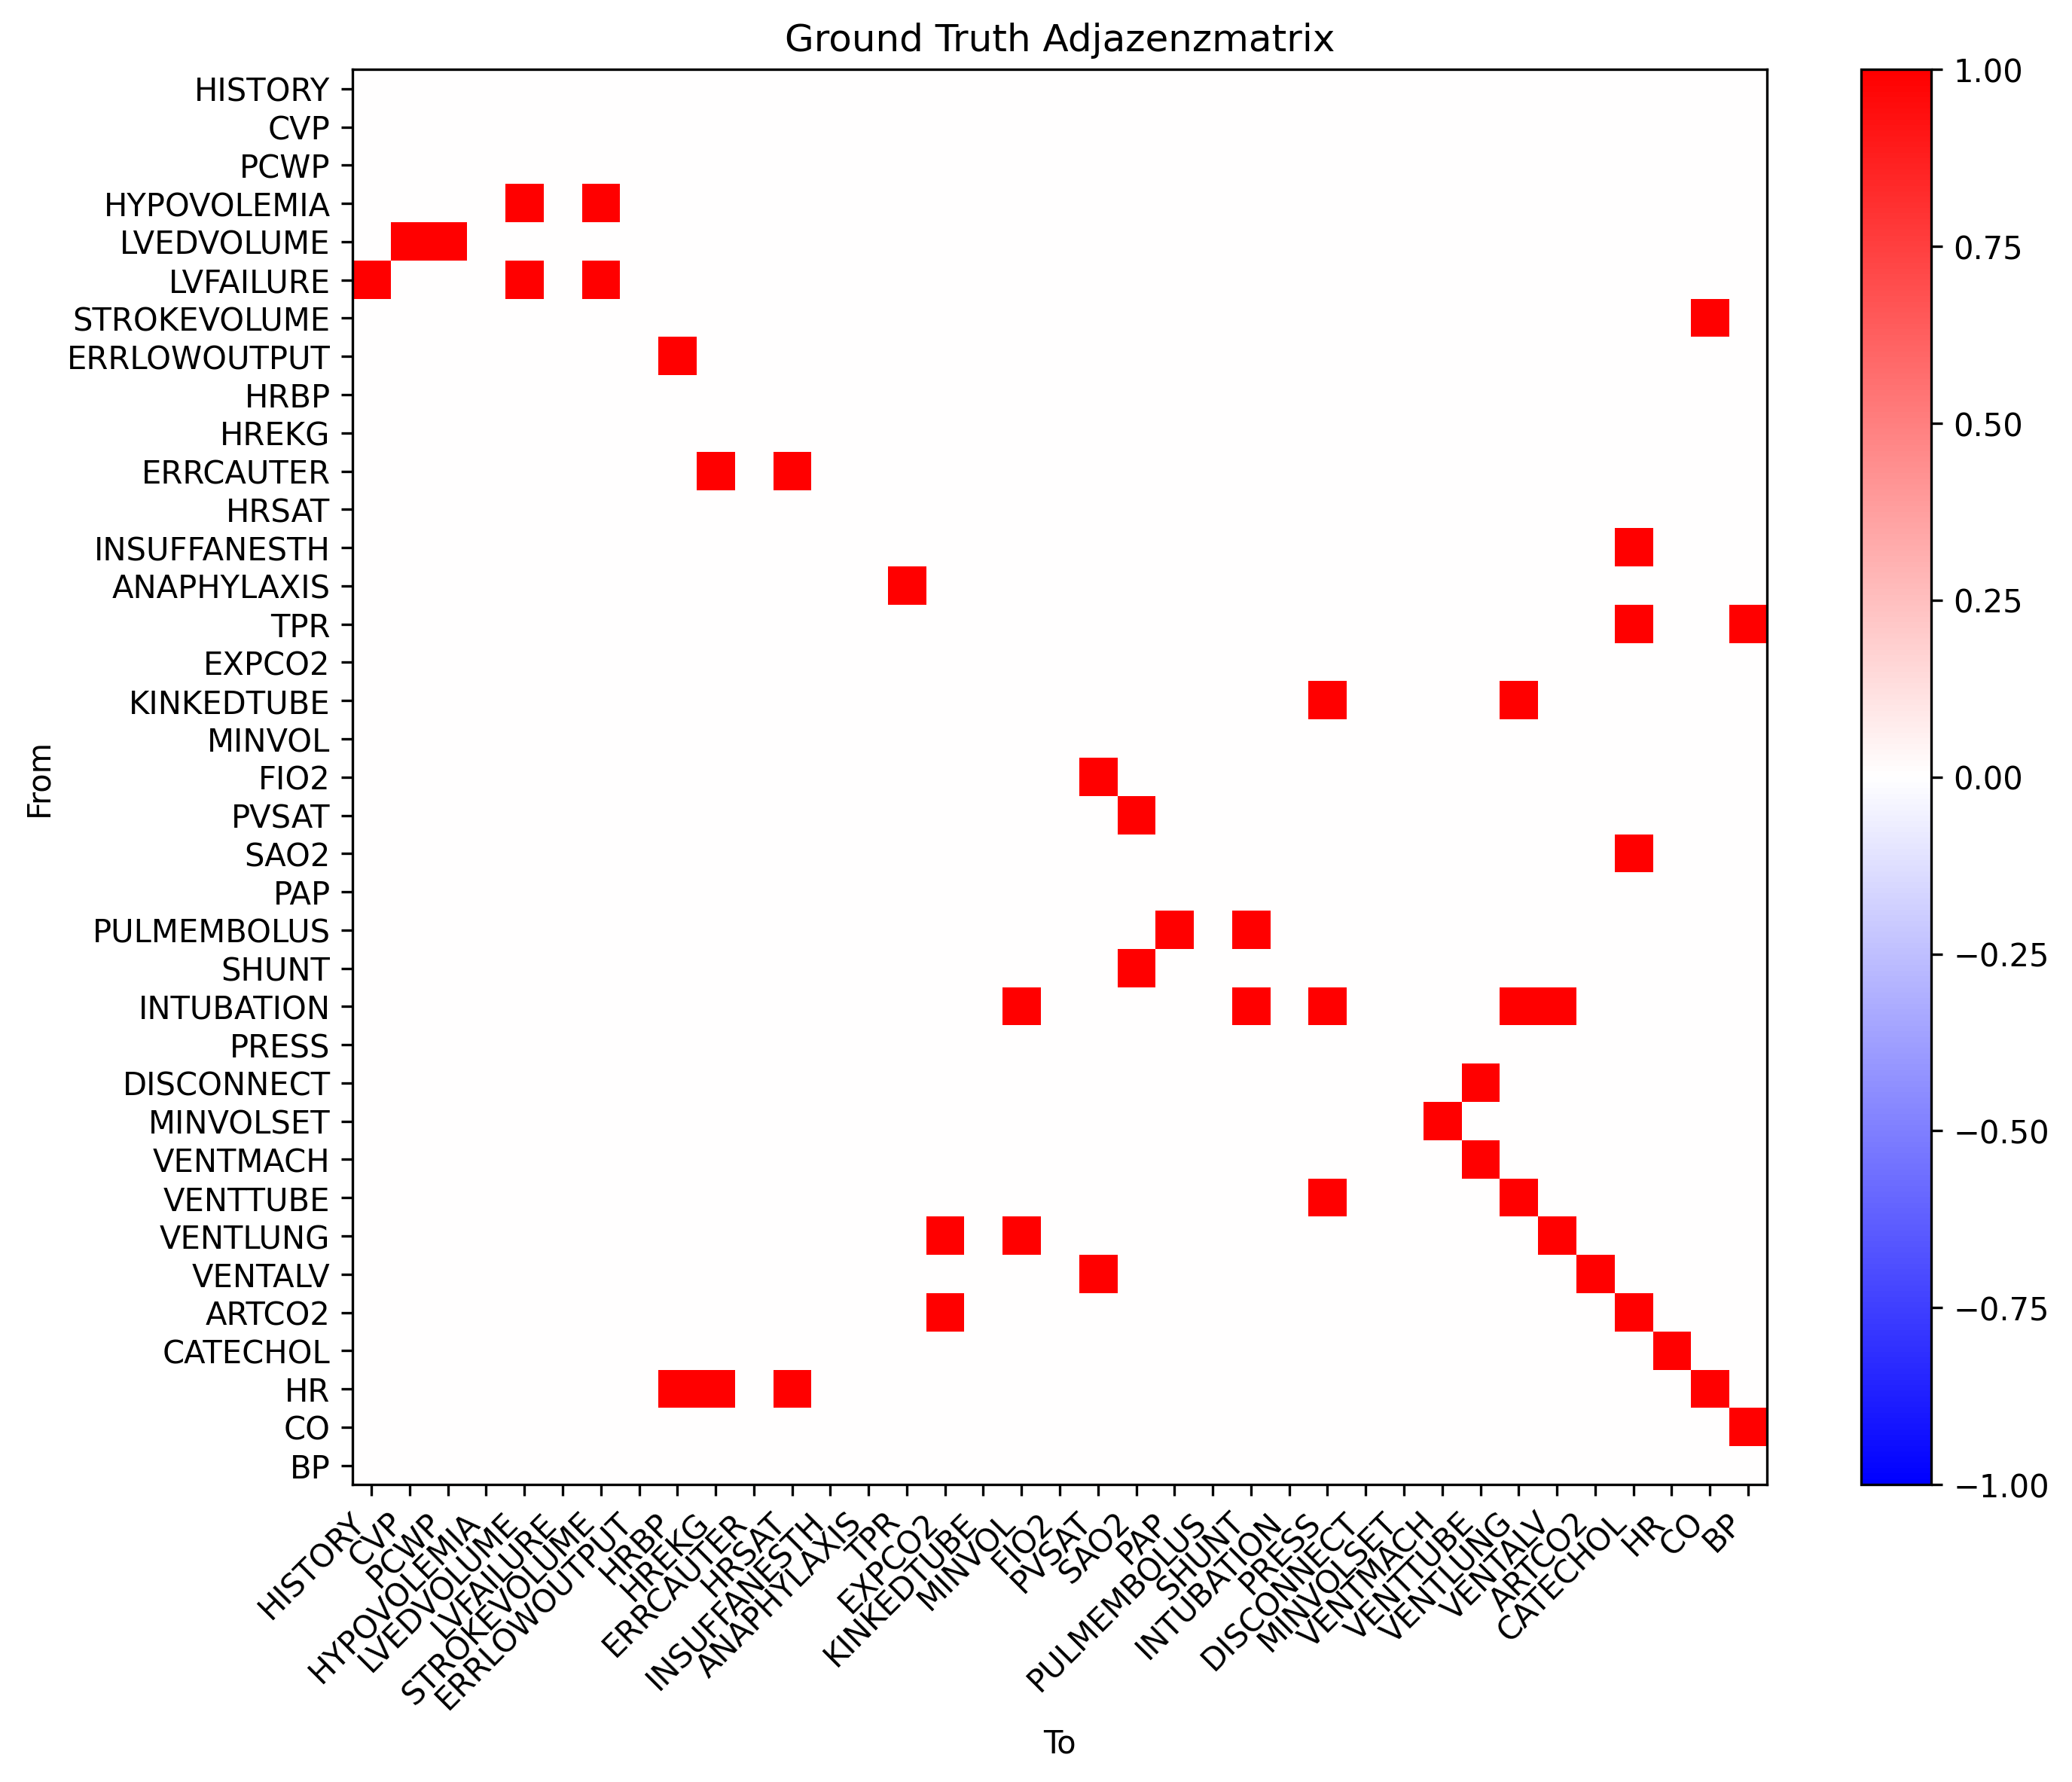 Ground Truth Adjazenzmatrix
From
HISTORY
CVP
PCWP
HYPOVOLEMIA
LVEDVOLUME
LVFAILURE
STROKEVOLUME
ERRLOWOUTPUT
HRBP
HREKG
ERRCAUTER
HRSAT
INSUFFANESTH
ANAPHYLAXIS
TPR
EXPCO2
KINKEDTUBE
MINVOL
FIO2
PVSAT
SAO2
PAP
PULMEMBOLUS
SHUNT
INTUBATION
PRESS
DISCONNECT
MINVOLSET
VENTMACH
VENTTUBE
VENTLUNG
VENTALV
ARTCO2
CATECHOL
HR
CO
BP
HISTORY
CVP
PCWP
HYPOVOLEMIA
LVEDVOLUME
LVFAILURE
STROKEVOLUME
ERRLOWOUTPUT
HRBP
HREKG
ERRCAUTER
HRSAT
INSUFFANESTH
ANAPHYLAXIS
TPR
EXPCO2
KINKEDTUBE
MINVOL
FIO2
PVSAT
SAO2
PAP
PULMEMBOLUS
SHUNT
INTUBATION
PRESS
DISCONNECT
MINVOLSET
VENTMACH
VENTTUBE
VENTLUNG
VENTALV
ARTCO2
CATECHOL
HR
CO
BP
To
1.00
0.75
0.50
0.25
0.00
−0.25
−0.50
−0.75
−1.00